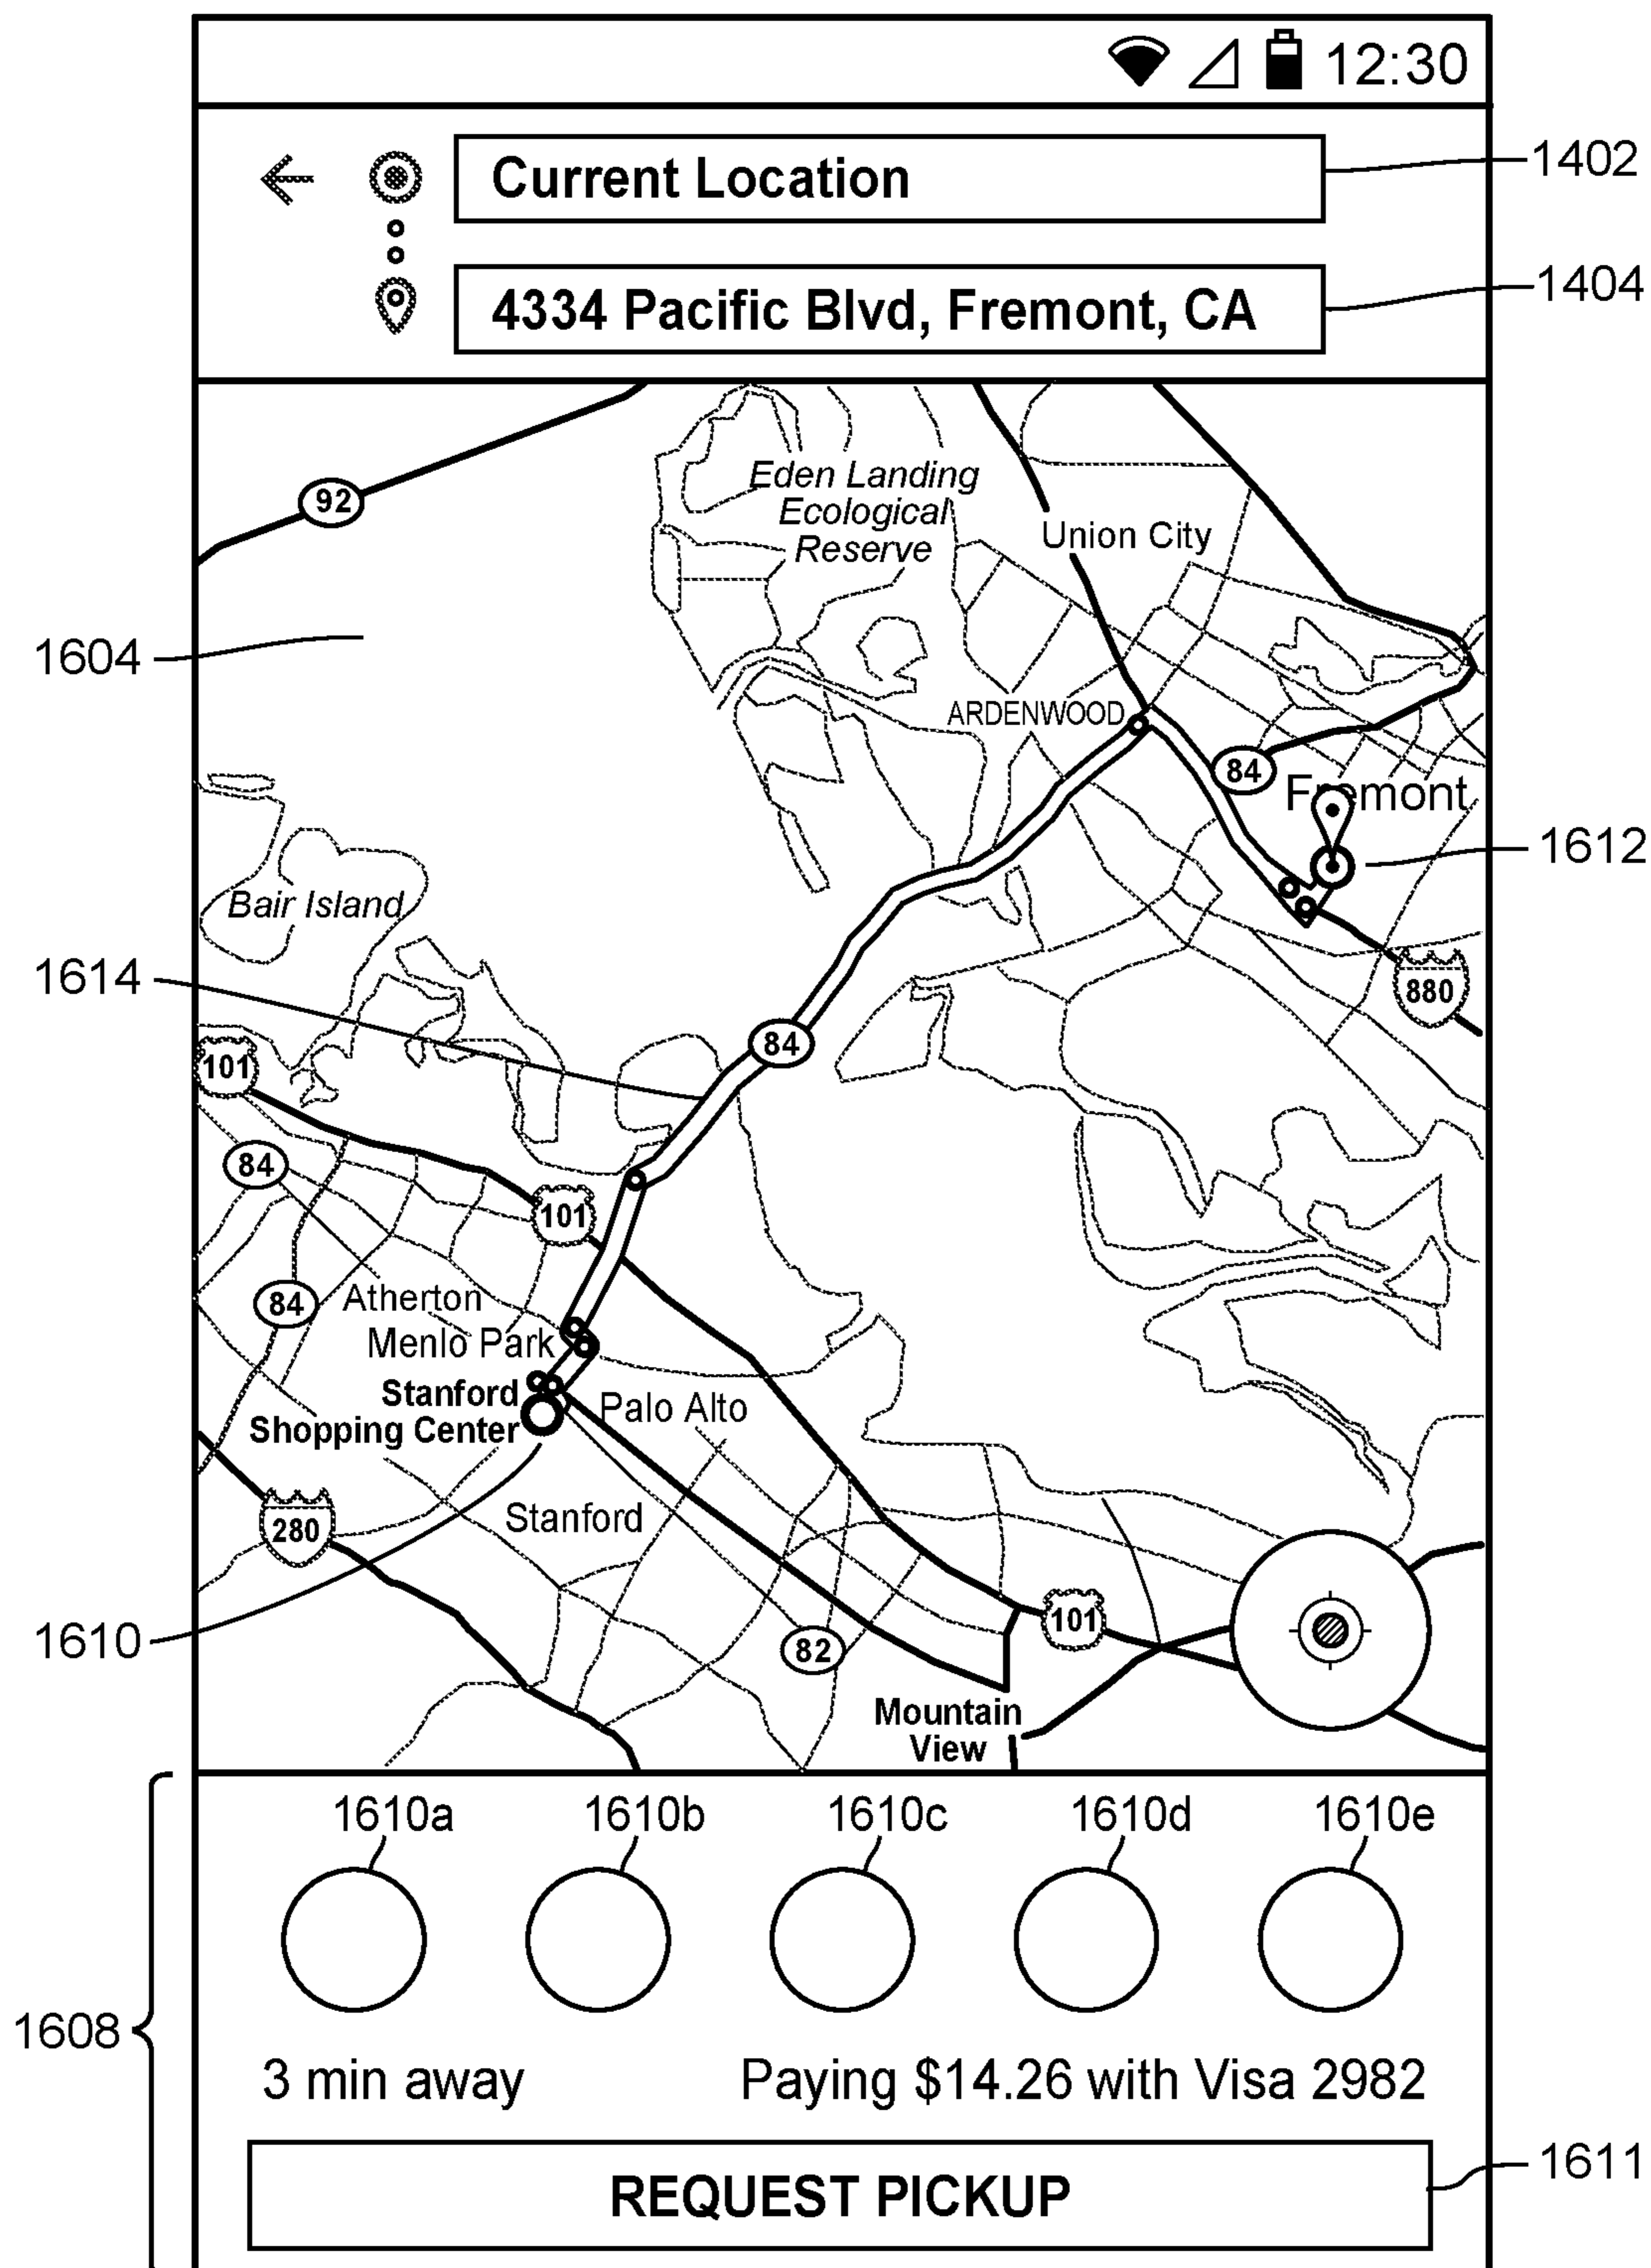 12:30
Current Location
1402
4334 Pacific Blvd, Fremont, CA
1404
Eden Landing
Ecological
Reserve
92
Union City
1604
ARDENWOOD
84
Fremont
1612
Bair Island
880
1614
84
101
84
101
84
Atherton
Menlo Park
Stanford
Shopping Center
Palo Alto
280
Stanford
1610
101
82
Mountain
View
1610a 1610b 1610c 1610d 1610e
1608
3 min away Paying $14.26 with Visa 2982
REQUEST PICKUP
1611